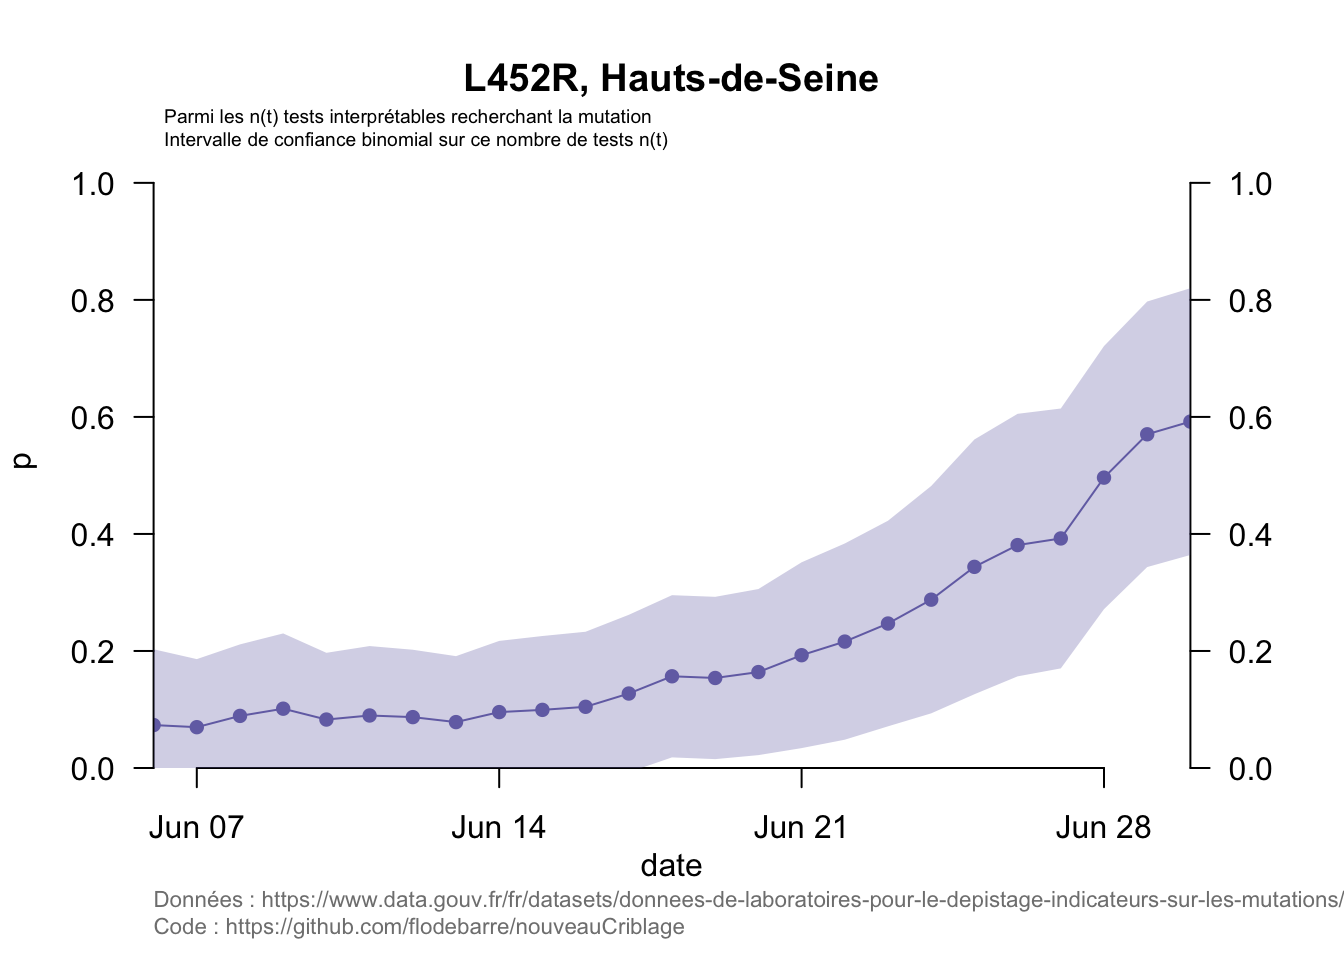 L452R, Hauts-de-Seine
Parmi les n(t) tests interprétables recherchant la mutation
Intervalle de confiance binomial sur ce nombre de tests n(t)
1.0 1.0
0.8 0.8
0.6 0.6
p
0.4 0.4
0.2 0.2
0.0 0.0
Jun 07 Jun 14 Jun 21 Jun 28
date
Données : https://www.data.gouv.fr/fr/datasets/donnees-de-laboratoires-pour-le-depistage-indicateurs-sur-les-mutations/
Code : https://github.com/flodebarre/nouveauCriblage